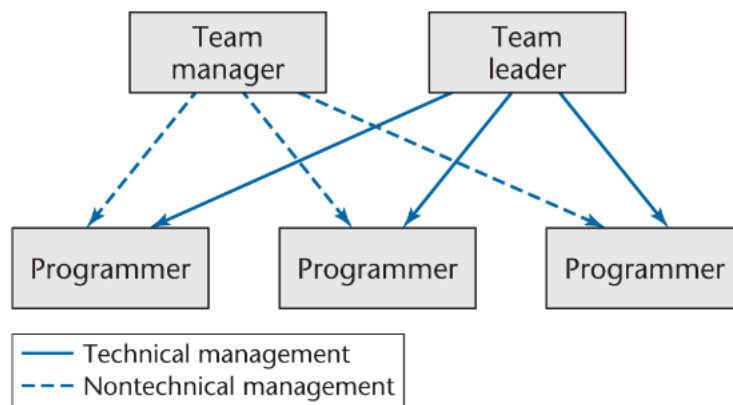 Team
manager
Team
leader
Programmer
Programmer
Programmer
Technical management
Nontechnical management